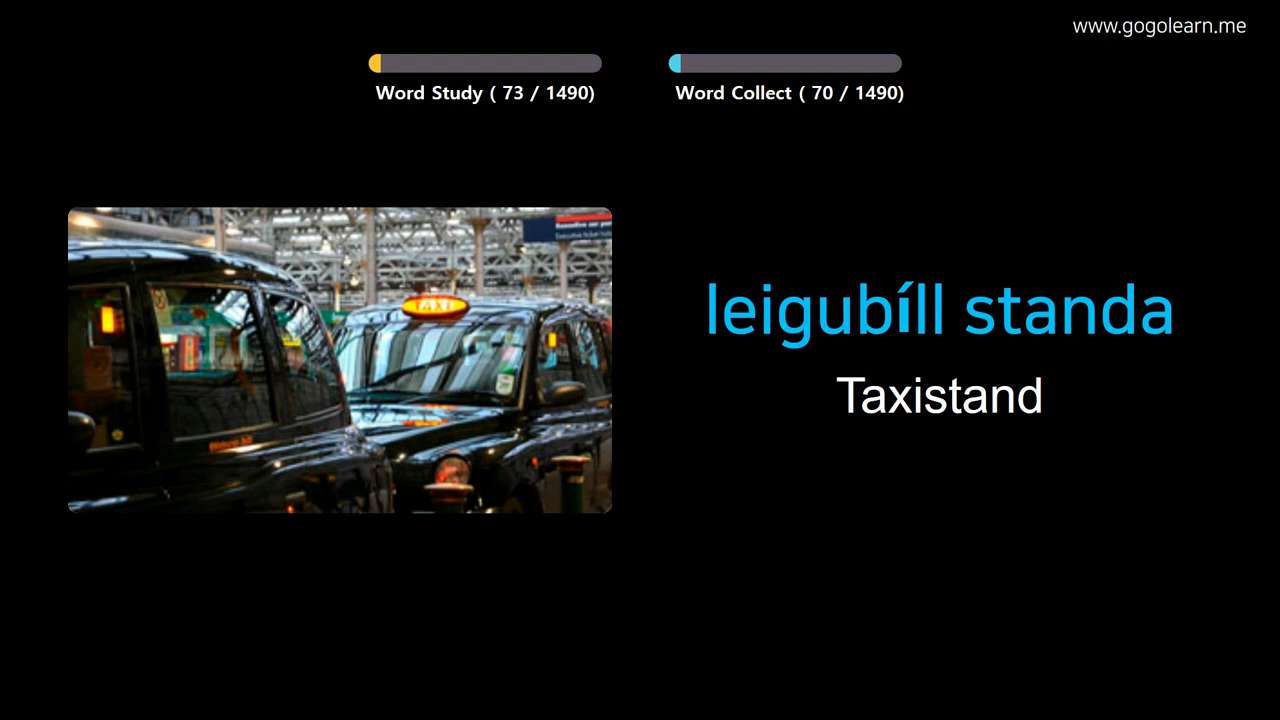 www.gogolearn.me
Word Study ( 73 / 1490)
Word Collect ( 70 / 1490)
TAXI
leigubíll standa
Taxistand